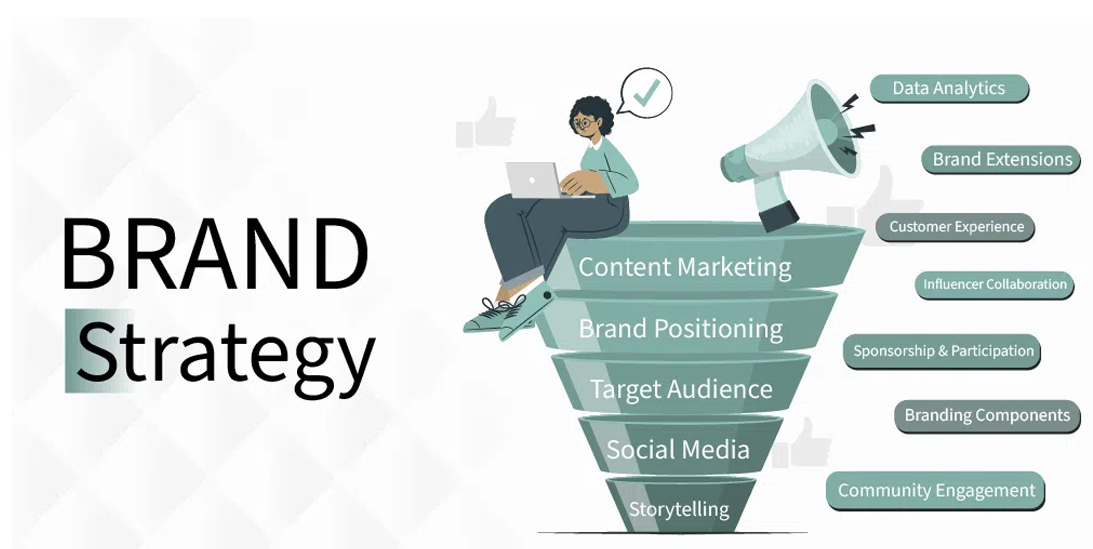 BRAND
Strategy
Content Marketing
Brand Positioning
Target Audience
Social Media
Storytelling
Data Analytics
Brand Extensions
Customer Experience
Influencer Collaboration
Sponsorship & Participation
Branding Components
Community Engagement